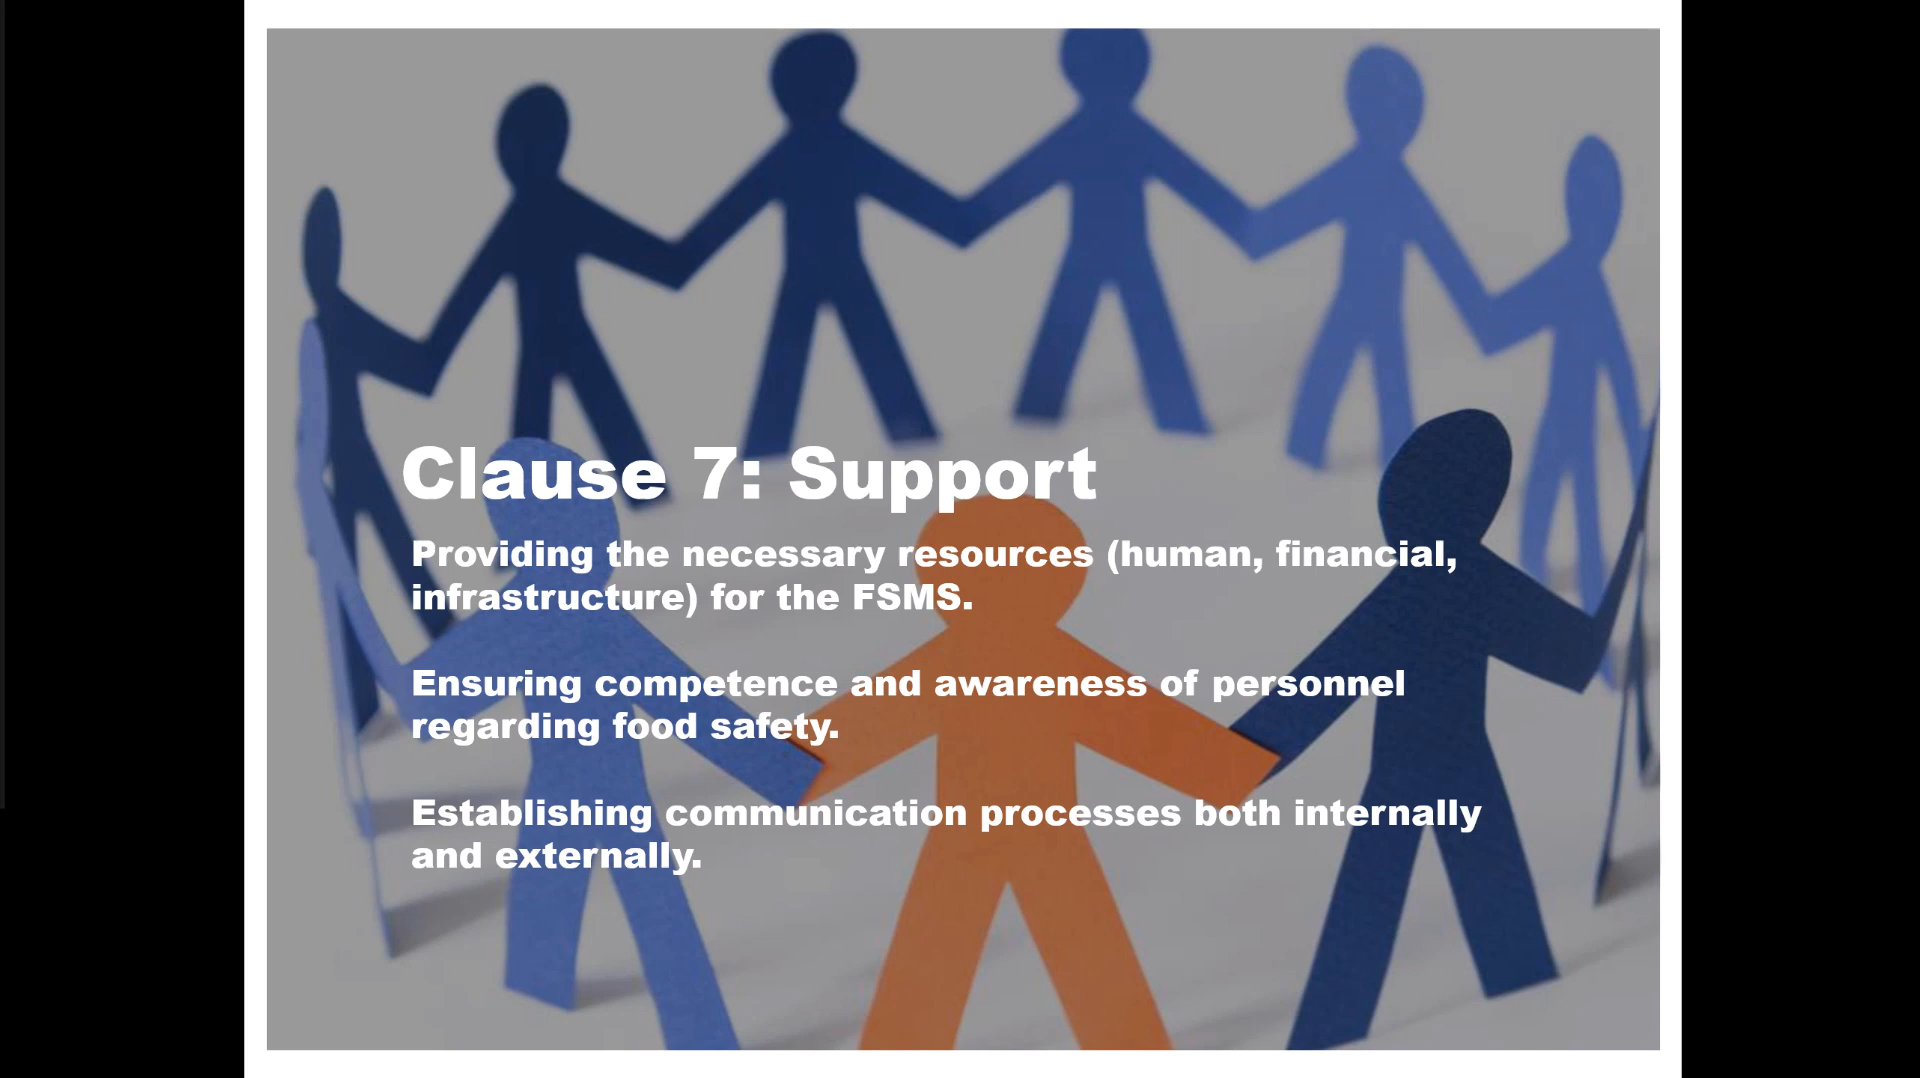 Clause 7: Support
Providing the necessary resources (human, financial,
infrastructure) for the FSMS.
Ensuring competence and awareness of personnel
regarding food safety.
Establishing communication processes both internally
and externally.